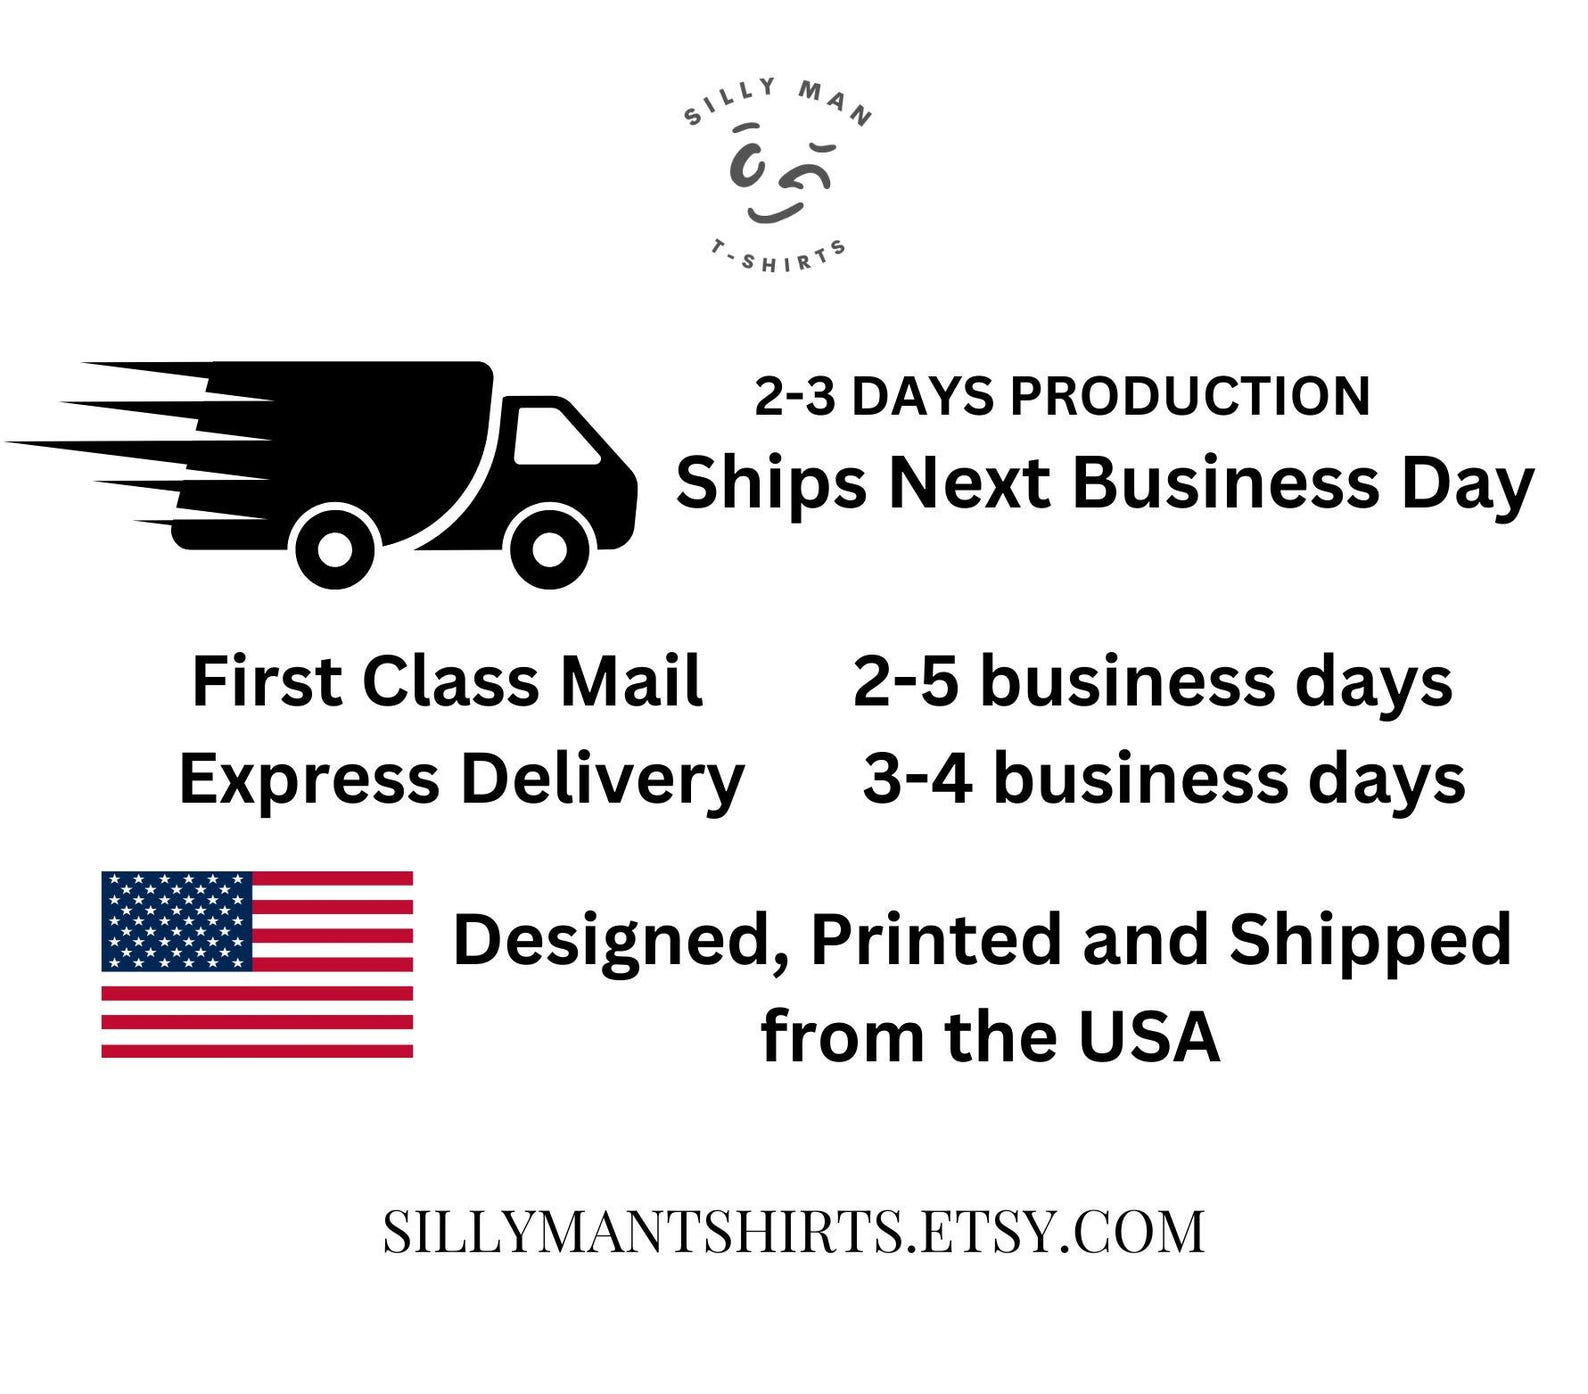 SILLY MAN
T-SHIRTS
2-3 DAYS PRODUCTION
Ships Next Business Day
First Class Mail 2-5 business days
Express Delivery 3-4 business days
Designed, Printed and Shipped
from the USA
SILLYMANTSHIRTS.ETSY.COM